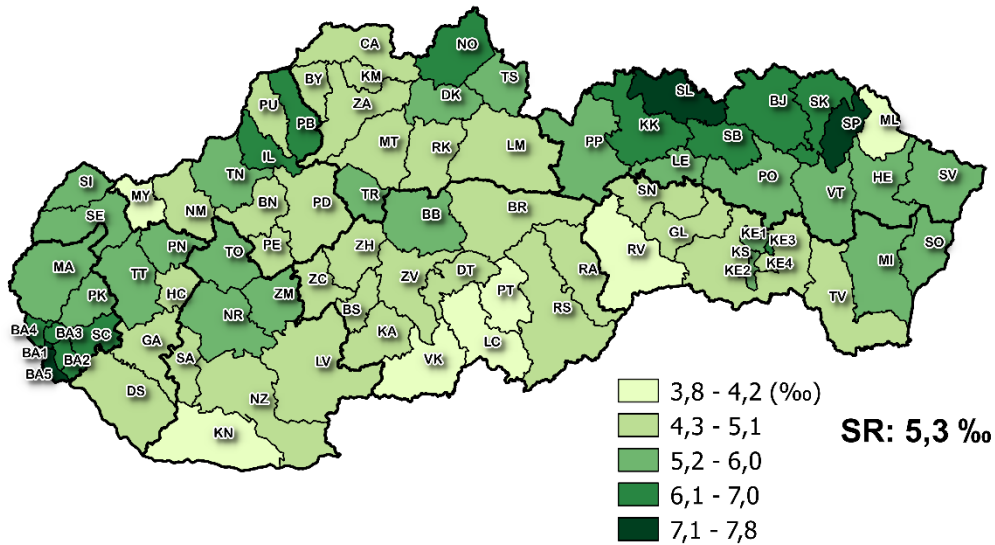 CA
NO
BY
KM
TS
PU
ZA
DK
PB
SL
BJ
SK
SP
ML
KK
IL
MT
RK
LM
PP
SB
LE
PO
VT
HE
SV
SI
TN
MY
NM
BN
PD
TR
SN
SE
BB
BR
PN
TO
PE
ZH
GL
KE1
KE3
RV
KS
SO
MA
TT
KE2
KE4
MI
PK
HC
ZM
ZC
ZV
DT
RA
NR
BS
PT
RS
TV
BA4
BA3
SC
GA
KA
BA1
BA2
SA
LV
VK
LC
BA5
DS
NZ
KN
3,8 - 4,2 (‰)
4,3 - 5,1
5,2 - 6,0
6,1 - 7,0
7,1 - 7,8
SR: 5,3 ‰